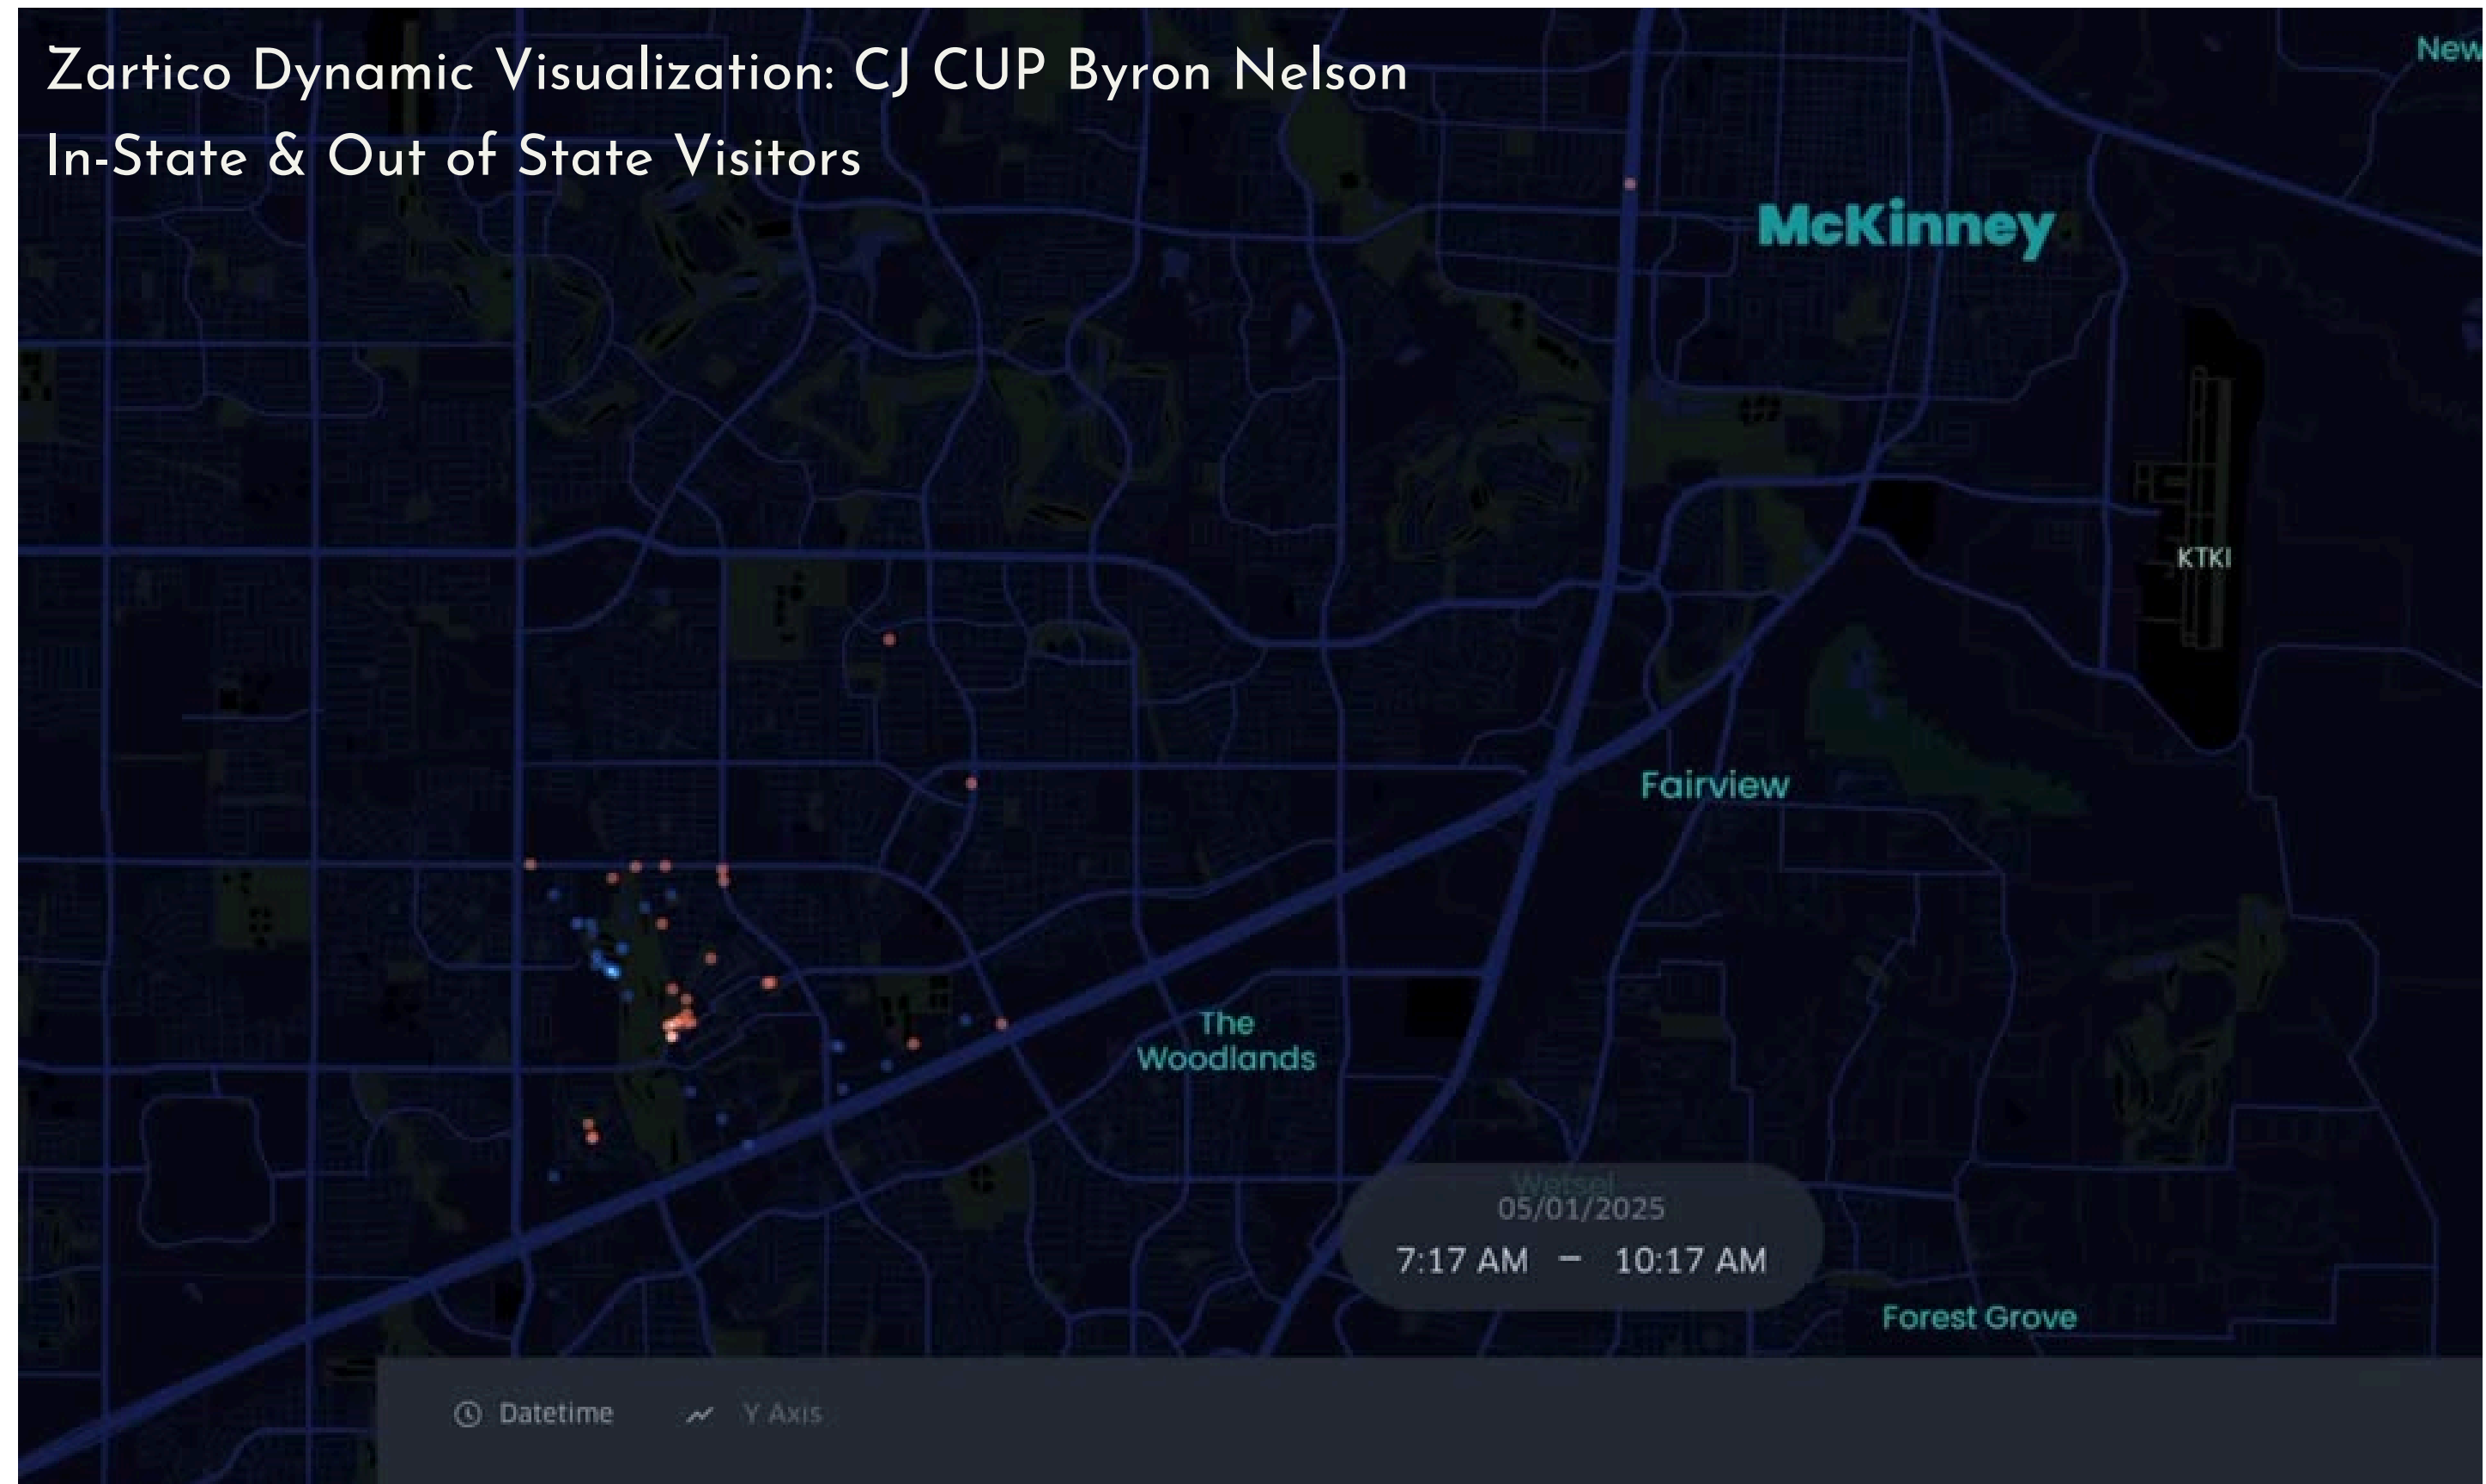 Zartico Dynamic Visualization: CJ CUP Byron Nelson
In-State & Out of State Visitors
New
McKinney
KTKI
Fairview
The
Woodlands
Wetsel
05/01/2025
7:17 AM – 10:17 AM
Forest Grove
Datetime Y Axis